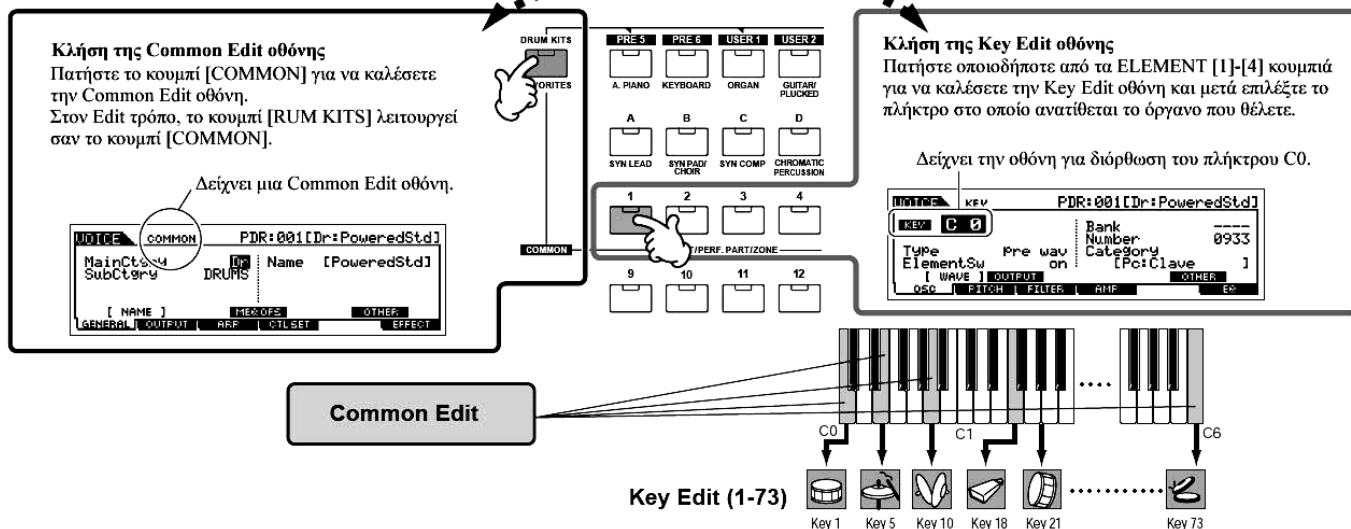 Κλήση της Common Edit οθόνης
Πατήστε το κουμπί [COMMON] για να καλέσετε
την Common Edit οθόνη.
Στον Edit τρόπο, το κουμπί [RUM KITS] λειτουργεί
σαν το κουμπί [COMMON].
Δείχνει μια Common Edit οθόνη.
VOICE COMMON PDR:001[Dr:PoweredStd]
MainCtgry Dr Name [PoweredStd]
SubCtgry DRUMS
[ NAME ] OTHER
GENERAL OUTPUT ARP CTL SET EFFECT
DRUM KITS
PRE 5 PRE 6 USER 1 USER 2
A. PIANO KEYBOARD ORGAN GUITAR/
PLUCKED
A B C D
SYN LEAD SYN PAD/ SYN COMP CHROMATIC
CHOIR PERCUSSION
1 2 3 4
COMMON /PERF. PART/ZONE
9 10 11 12
Κλήση της Key Edit οθόνης
Πατήστε οποιοδήποτε από τα ELEMENT [1]-[4] κουμπιά
για να καλέσετε την Key Edit οθόνη και μετά επιλέξτε το
πλήκτρο στο οποίο ανατίθεται το όργανο που θέλετε.
Δείχνει την οθόνη για διόρθωση του πλήκτρου C0.
VOICE KEY PDR:001[Dr:PoweredStd]
KEY C 0 Bank ----
Number 0933
Type Pre wav Category
ElementSw on [Pc:Clave ]
[ WAVE ] OUTPUT OTHER
OSC PITCH FILTER AMP EQ
Common Edit
C0 C1 C6
Key Edit (1-73)
Key 1 Key 5 Key 10 Key 18 Key 21 Key 73